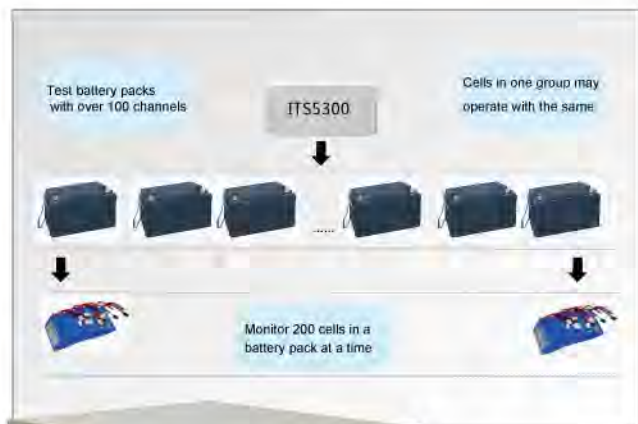 Test battery packs
with over 100 channels
ITS5300
Cells in one group may
operate with the same
......
Monitor 200 cells in a
battery pack at a time